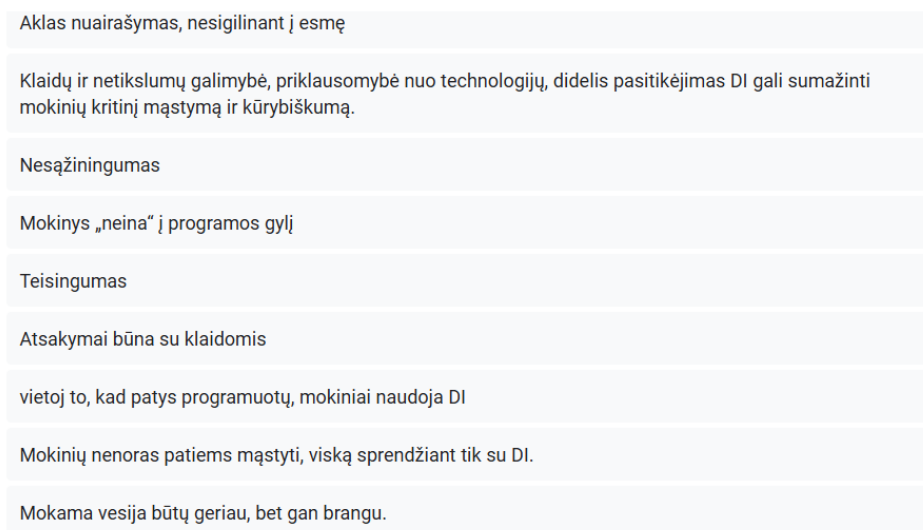 Aklas nuairašymas, nesigilinant į esmę
Klaidų ir netikslumų galimybė, priklausomybė nuo technologijų, didelis pasitikėjimas DI gali sumažinti
mokinių kritinį mąstymą ir kūrybiškumą.
Nesąžiningumas
Mokinys „neina“ į programos gylį
Teisingumas
Atsakymai būna su klaidomis
vietoj to, kad patys programuotų, mokiniai naudoja DI
Mokinių nenoras patiems mąstyti, viską sprendžiant tik su DI.
Mokama vesija būtų geriau, bet gan brangu.